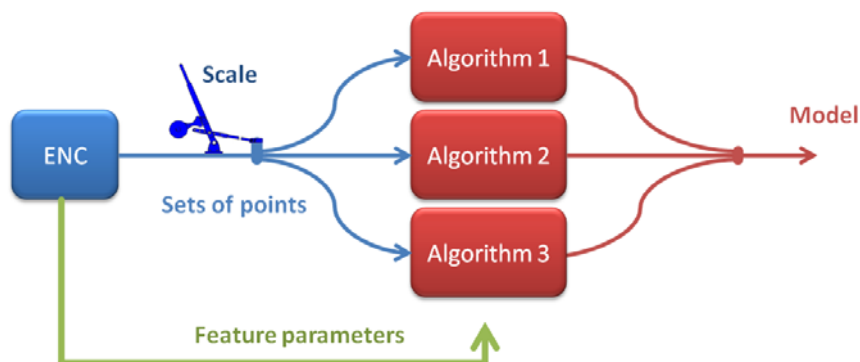 Scale
ENC
Sets of points
Algorithm 1
Algorithm 2
Algorithm 3
Model
Feature parameters